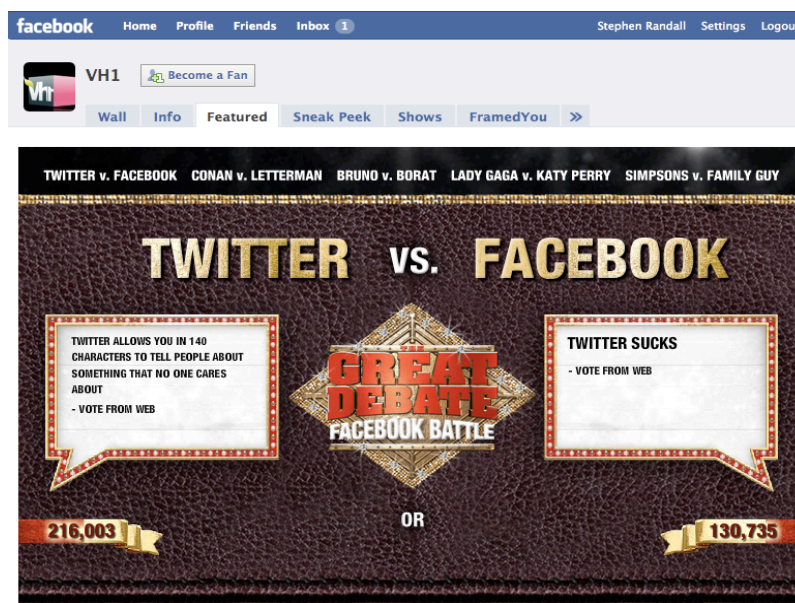 facebook Home Profile Friends Inbox 1 Stephen Randall Settings Logou
VH1 Become a Fan
Wall Info Featured Sneak Peek Shows FramedYou »
TWITTER v. FACEBOOK CONAN v. LETTERMAN BRUNO v. BORAT LADY GAGA v. KATY PERRY SIMPSONS v. FAMILY GUY
TWITTER VS. FACEBOOK
TWITTER ALLOWS YOU IN 140
CHARACTERS TO TELL PEOPLE ABOUT
SOMETHING THAT NO ONE CARES
ABOUT
- VOTE FROM WEB
THE
GREAT
DEBATE
FACEBOOK BATTLE
TWITTER SUCKS
- VOTE FROM WEB
OR
216,003
130,735